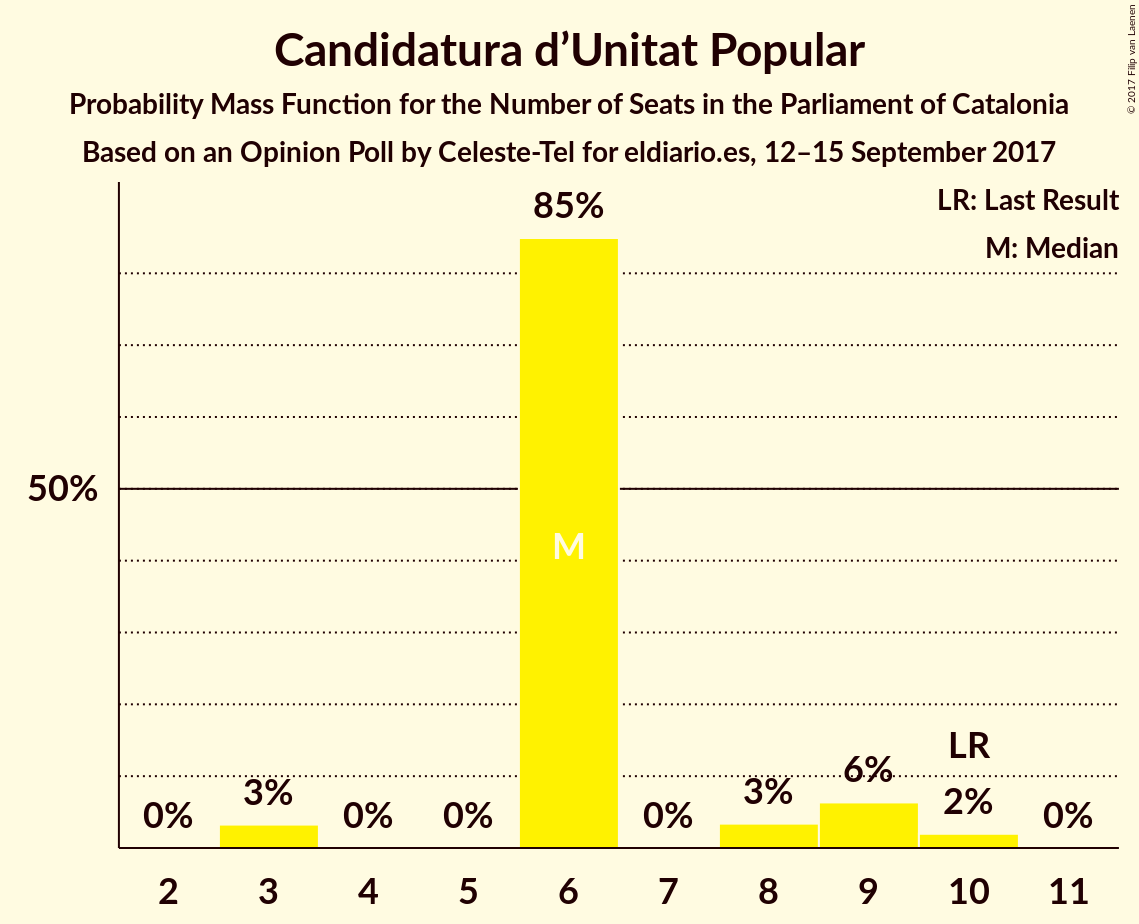 Candidatura d’Unitat Popular
Probability Mass Function for the Number of Seats in the Parliament of Catalonia
Based on an Opinion Poll by Celeste-Tel for eldiario.es, 12–15 September 2017
© 2017 Filip van Laenen
LR: Last Result
M: Median
85%
50%
M
LR
0%
3%
0%
0%
0%
3%
6%
2%
0%
2
3
4
5
6
7
8
9
10
11